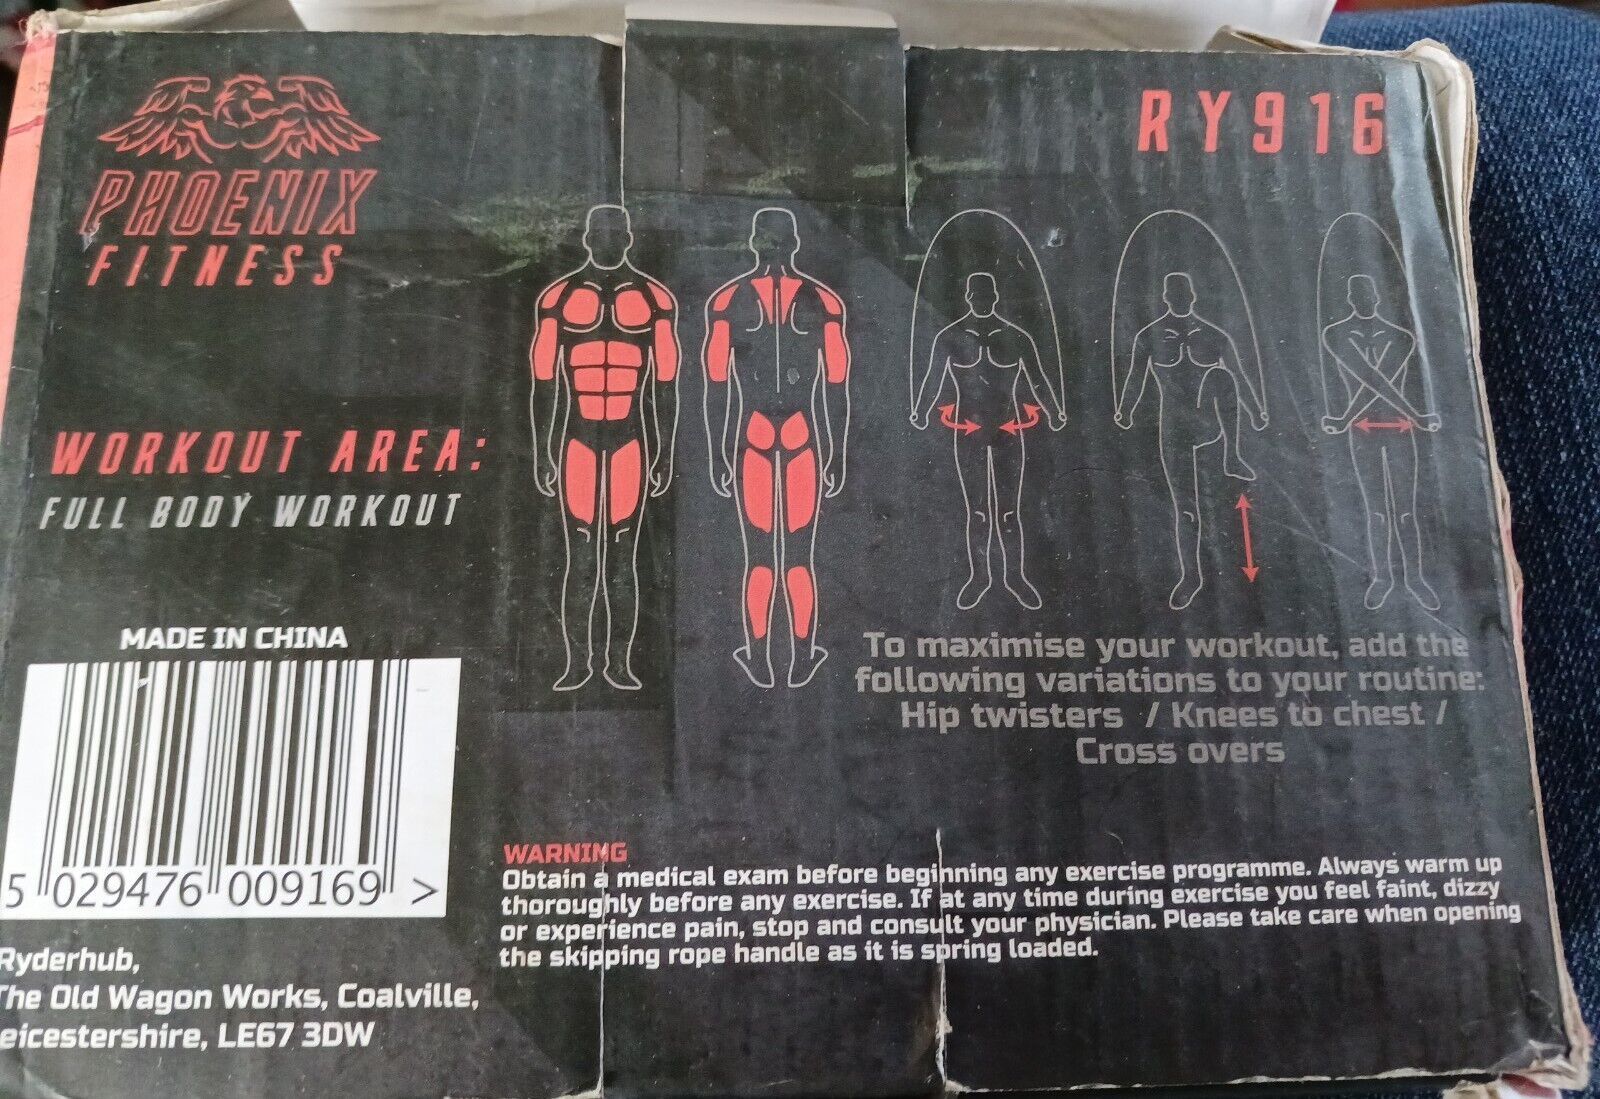 PHOENIX
FITNESS
RY916
WORKOUT AREA:
FULL BODY WORKOUT
MADE IN CHINA
5 029476 009169 >
Ryderhub,
The Old Wagon Works, Coalville,
eicestershire, LE67 3DW
To maximise your workout, add the
following variations to your routine:
Hip twisters / Knees to chest /
Cross overs
WARNING
Obtain a medical exam before beginning any exercise programme. Always warm up
thoroughly before any exercise. If at any time during exercise you feel faint, dizzy
or experience pain, stop and consult your physician. Please take care when opening
the skipping rope handle as it is spring loaded.